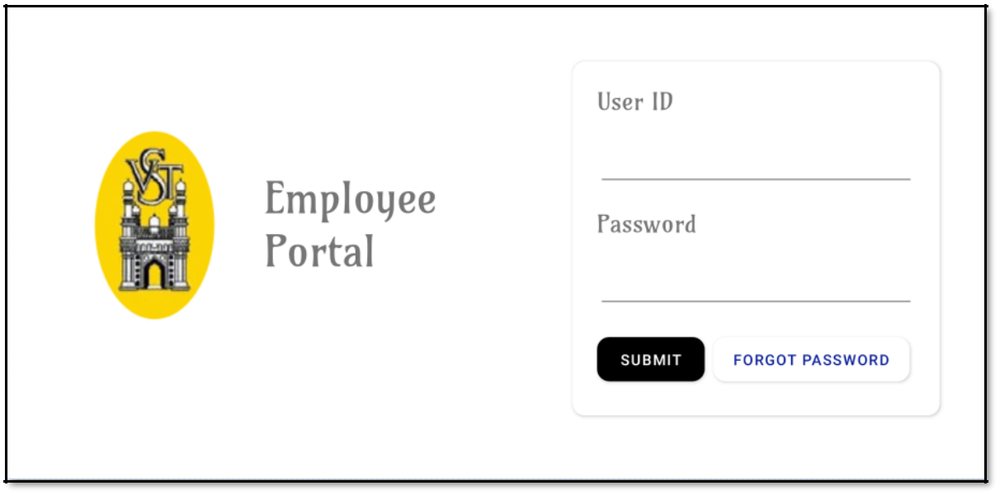 VST
Employee
Portal
User ID
Password
SUBMIT
FORGOT PASSWORD